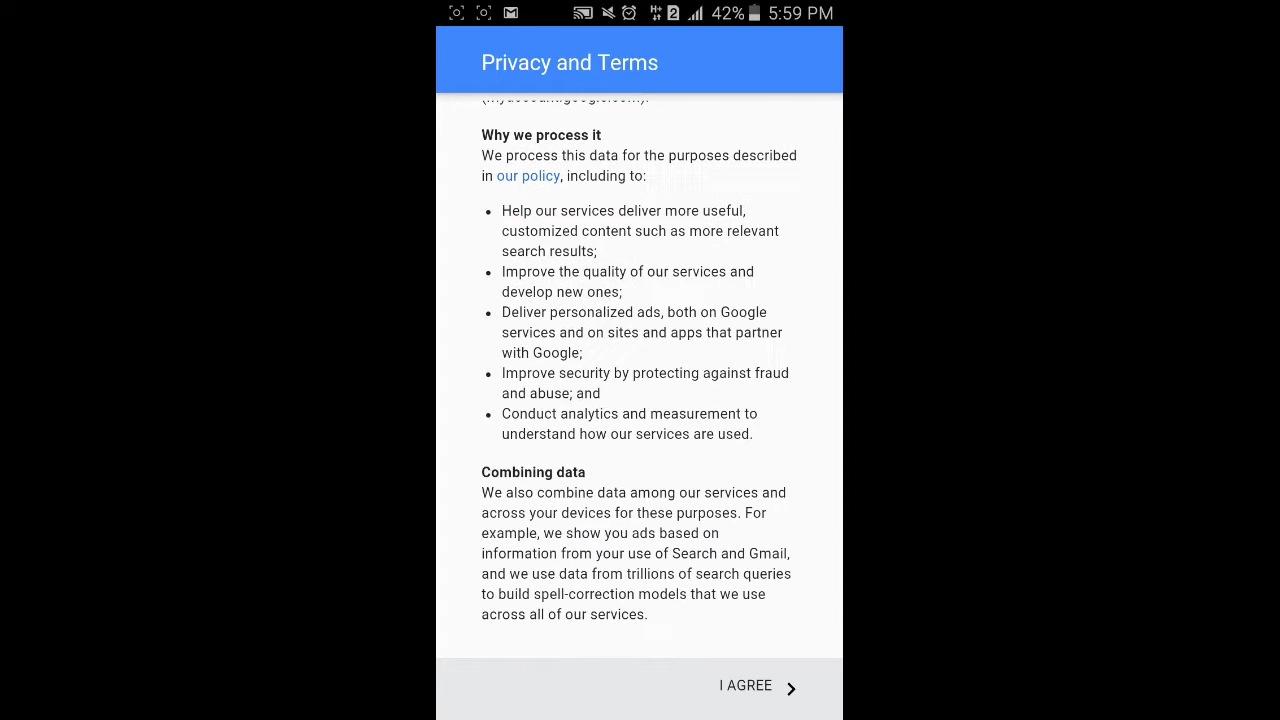 42% 5:59 PM
Privacy and Terms
Why we process it
We process this data for the purposes described
in our policy, including to:
• Help our services deliver more useful,
customized content such as more relevant
search results;
• Improve the quality of our services and
develop new ones;
• Deliver personalized ads, both on Google
services and on sites and apps that partner
with Google;
• Improve security by protecting against fraud
and abuse; and
• Conduct analytics and measurement to
understand how our services are used.
Combining data
We also combine data among our services and
across your devices for these purposes. For
example, we show you ads based on
information from your use of Search and Gmail,
and we use data from trillions of search queries
to build spell-correction models that we use
across all of our services.
I AGREE